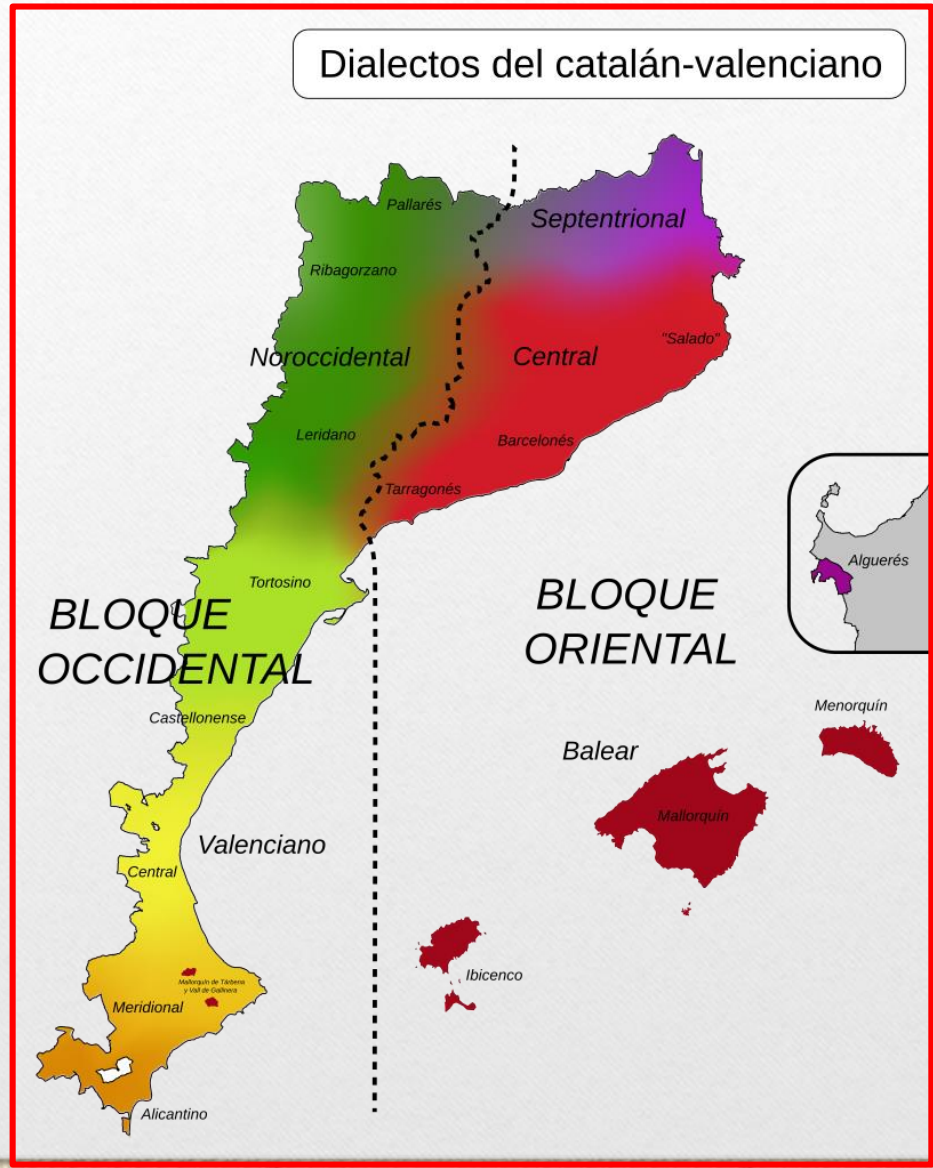 Dialectos del catalán-valenciano
Pallarés
Septentrional
Ribagorzano
"Salado"
Noroccidental
Central
Leridano
Barcelonés
Tarragonés
Algueres
Tortosino
BLOQUE
OCCIDENTAL
BLOQUE
ORIENTAL
Menorquín
Castellonense
Balear
Mallorquín
Valenciano
Central
Ibicenco
Mallorquín de Tárbena
y Vall de Gallinera
Meridional
Alicantino